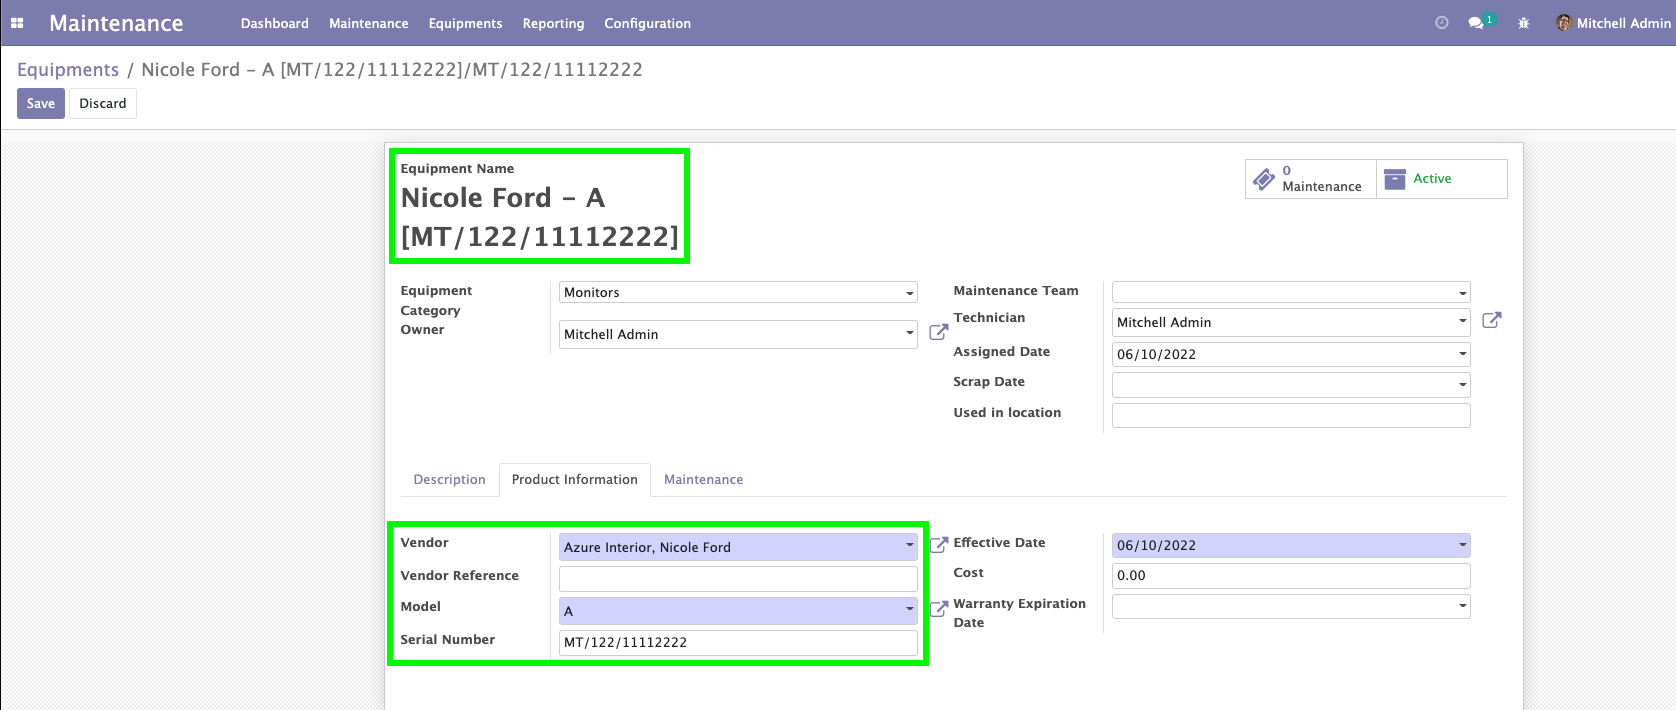 Maintenance Dashboard Maintenance Equipments Reporting Configuration 1 Mitchell Admin
Equipments / Nicole Ford - A [MT/122/11112222]/MT/122/11112222
Save Discard
Equipment Name
Nicole Ford - A
[MT/122/11112222]
0
Maintenance
Active
Equipment
Category
Monitors
Owner
Mitchell Admin
Maintenance Team
Technician
Mitchell Admin
Assigned Date
06/10/2022
Scrap Date
Used in location
Description Product Information Maintenance
Vendor
Azure Interior, Nicole Ford
Vendor Reference
Model
A
Serial Number
MT/122/11112222
Effective Date
06/10/2022
Cost
0.00
Warranty Expiration
Date